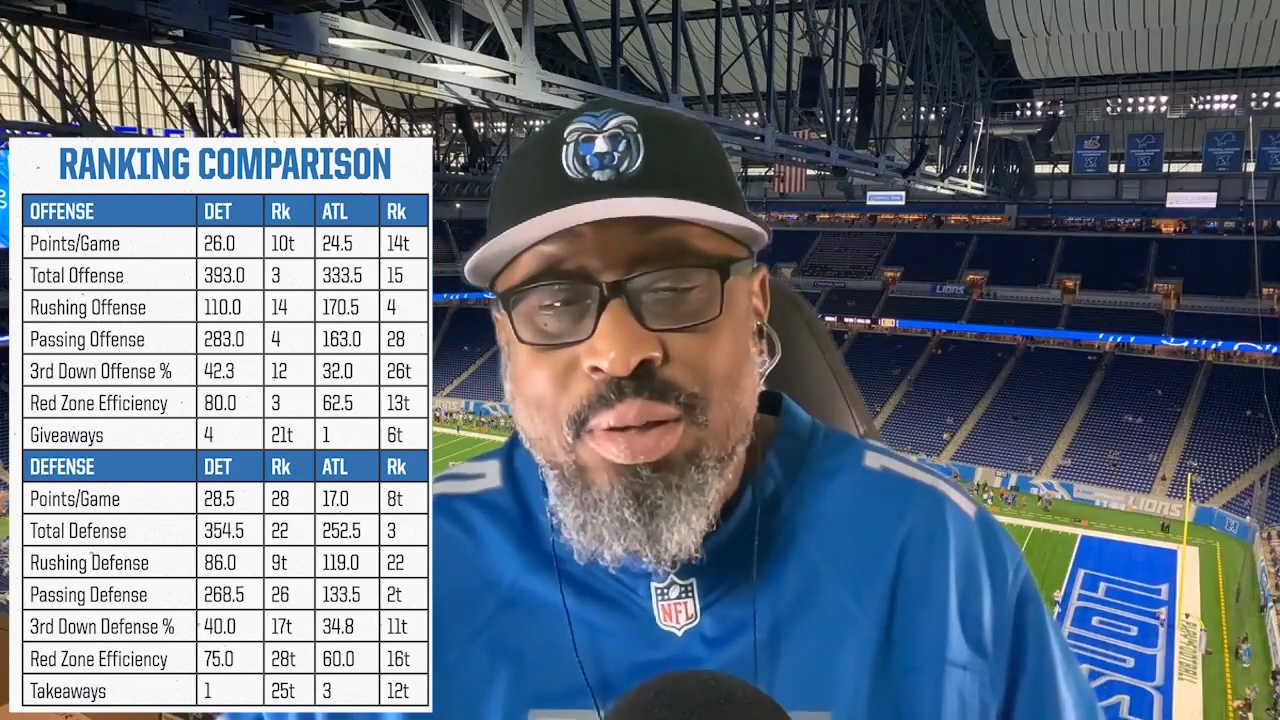 RANKING COMPARISON
OFFENSE DET Rk ATL Rk
Points/Game 26.0 10t 24.5 14t
Total Offense 393.0 3 333.5 15
Rushing Offense 110.0 14 170.5 4
Passing Offense 283.0 4 163.0 28
3rd Down Offense % 42.3 12 32.0 26t
Red Zone Efficiency 80.0 3 62.5 13t
Giveaways 4 21t 1 6t
DEFENSE DET Rk ATL Rk
Points/Game 28.5 28 17.0 8t
Total Defense 354.5 22 252.5 3
Rushing Defense 86.0 9t 119.0 22
Passing Defense 268.5 26 133.5 2t
3rd Down Defense % 40.0 17t 34.8 11t
Red Zone Efficiency 75.0 28t 60.0 16t
Takeaways 1 25t 3 12t
NFL
LIONS
LIONS
LIONS